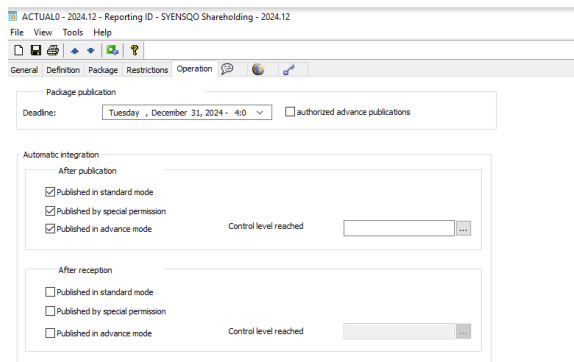 ACTUAL0 - 2024.12 - Reporting ID - SYENSQO Shareholding - 2024.12
File View Tools Help
General Definition Package Restrictions Operation
Package publication
Deadline: Tuesday , December 31, 2024 - 4:0 authorized advance publications
Automatic integration
After publication
Published in standard mode
Published by special permission
Published in advance mode Control level reached ...
After reception
Published in standard mode
Published by special permission
Published in advance mode Control level reached ...